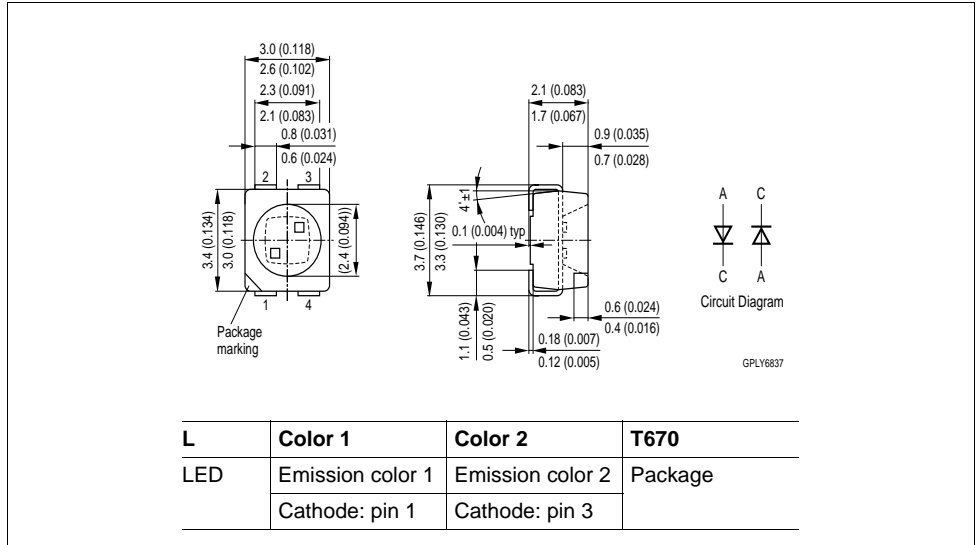 3.0 (0.118)
2.6 (0.102)
2.3 (0.091)
2.1 (0.083)
0.8 (0.031)
0.6 (0.024)
2
3
3.4 (0.134)
3.0 (0.118)
(2.4 (0.094))
1
4
Package
marking
2.1 (0.083)
1.7 (0.067)
0.9 (0.035)
0.7 (0.028)
4˚±1
0.1 (0.004) typ
3.7 (0.146)
3.3 (0.130)
1.1 (0.043)
0.5 (0.020)
0.6 (0.024)
0.4 (0.016)
0.18 (0.007)
0.12 (0.005)
A C
C A
Circuit Diagram
GPLY6837
L Color 1 Color 2 T670
LED Emission color 1 Emission color 2 Package
Cathode: pin 1 Cathode: pin 3